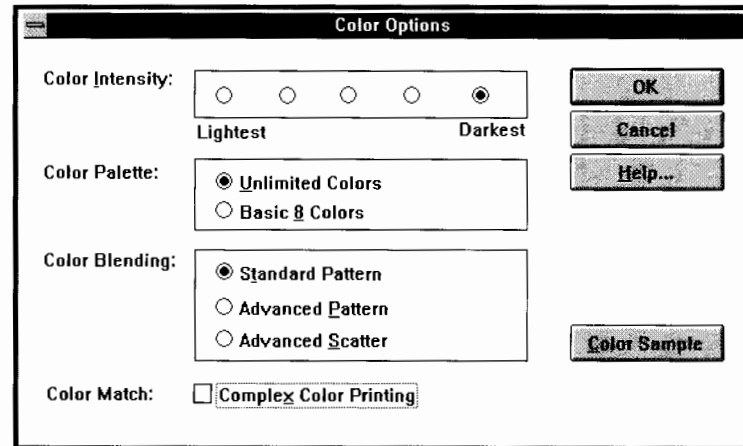 Color Options
Color Intensity:
Lightest
Darkest
OK
Cancel
Help...
Color Palette:
Unlimited Colors
Basic 8 Colors
Color Blending:
Standard Pattern
Advanced Pattern
Advanced Scatter
Color Sample
Color Match:
Complex Color Printing